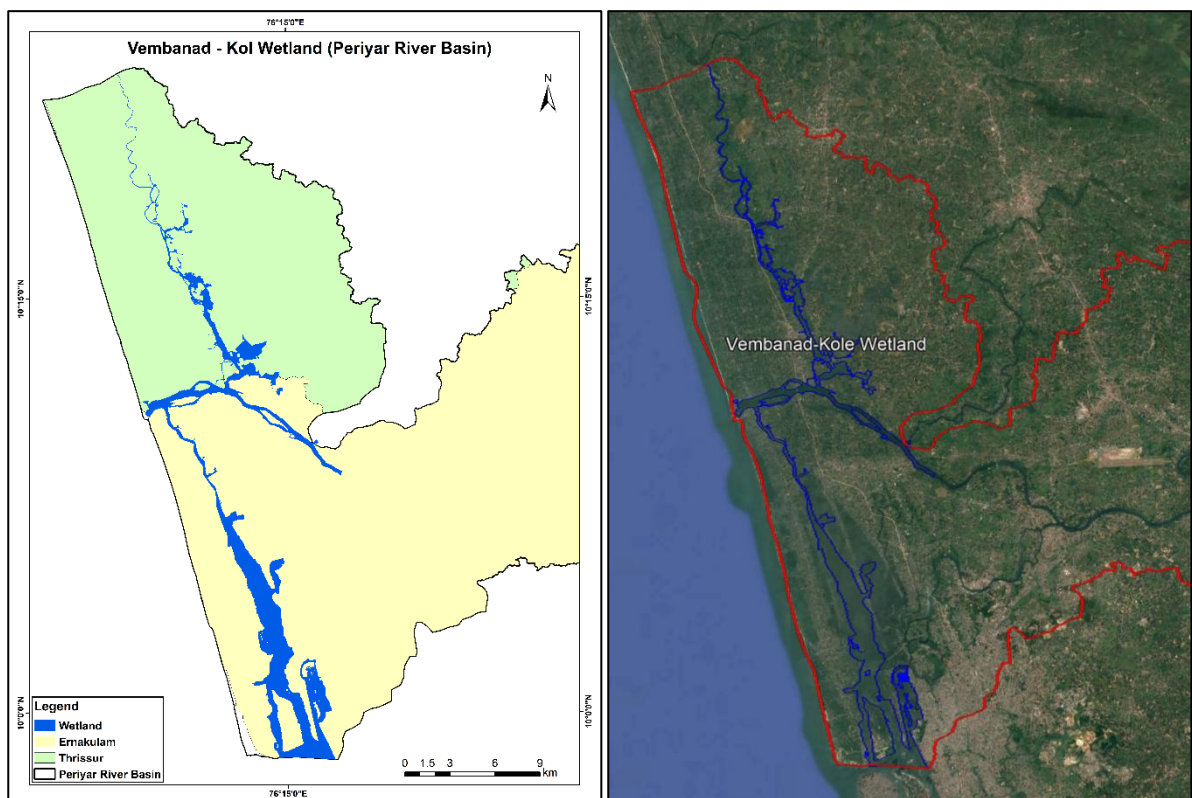 76°15'0"E
Vembanad - Kol Wetland (Periyar River Basin)
N
10°15'0"N
10°15'0"N
10°0'0"N
10°0'0"N
Legend
Wetland
Ernakulam
Thrissur
Periyar River Basin
0 1.5 3 6 9
km
76°15'0"E
Vembanad-Kole Wetland